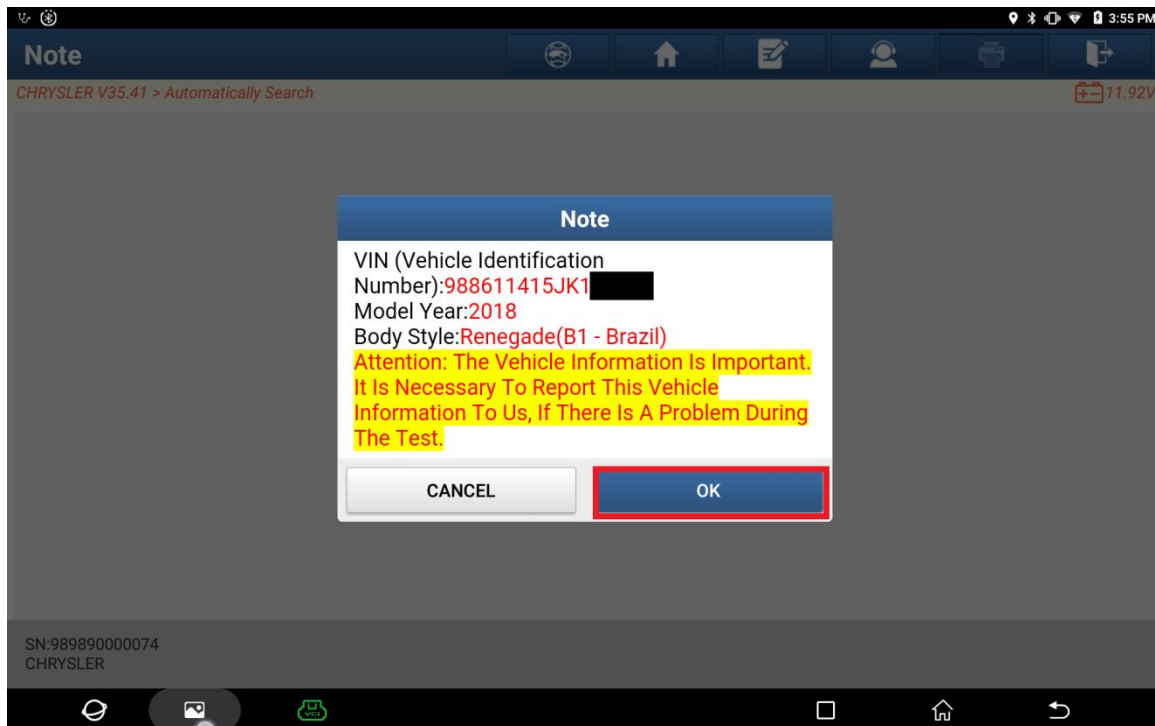 3:55 PM
Note
CHRYSLER V35.41 > Automatically Search
11.92V
Note
VIN (Vehicle Identification
Number):988611415JK1
Model Year:2018
Body Style:Renegade(B1 - Brazil)
Attention: The Vehicle Information Is Important.
It Is Necessary To Report This Vehicle
Information To Us, If There Is A Problem During
The Test.
CANCEL
OK
SN:989890000074
CHRYSLER
VCI